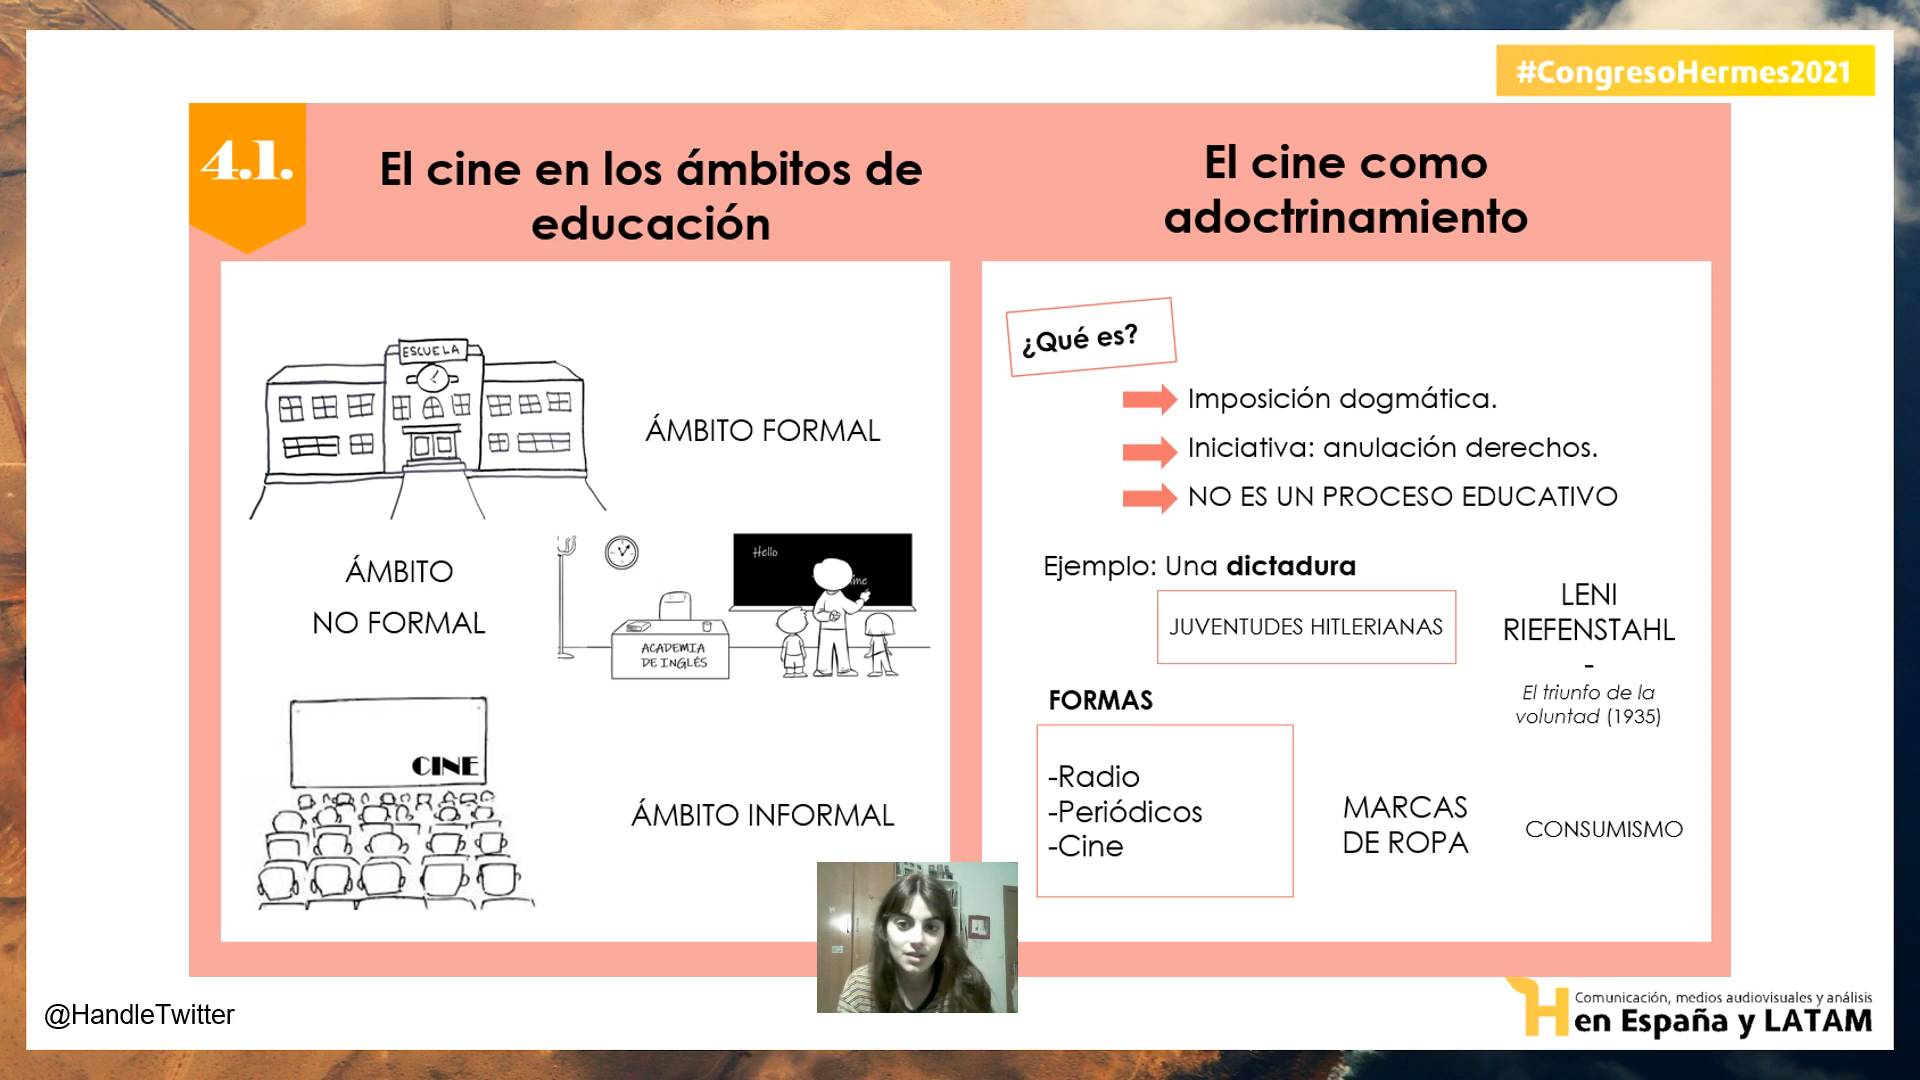 #CongresoHermes2021
4.1.
El cine en los ámbitos de
educación
ESCUELA
ÁMBITO FORMAL
ÁMBITO
NO FORMAL
Hello
ACADEMIA
DE INGLÉS
CINE
ÁMBITO INFORMAL
El cine como
adoctrinamiento
¿Qué es?
Imposición dogmática.
Iniciativa: anulación derechos.
NO ES UN PROCESO EDUCATIVO
Ejemplo: Una dictadura
JUVENTUDES HITLERIANAS
LENI
RIEFENSTAHL
-
El triunfo de la
voluntad (1935)
FORMAS
-Radio
-Periódicos
-Cine
MARCAS
DE ROPA
CONSUMISMO
@HandleTwitter
H
Comunicación, medios audiovisuales y análisis
en España y LATAM